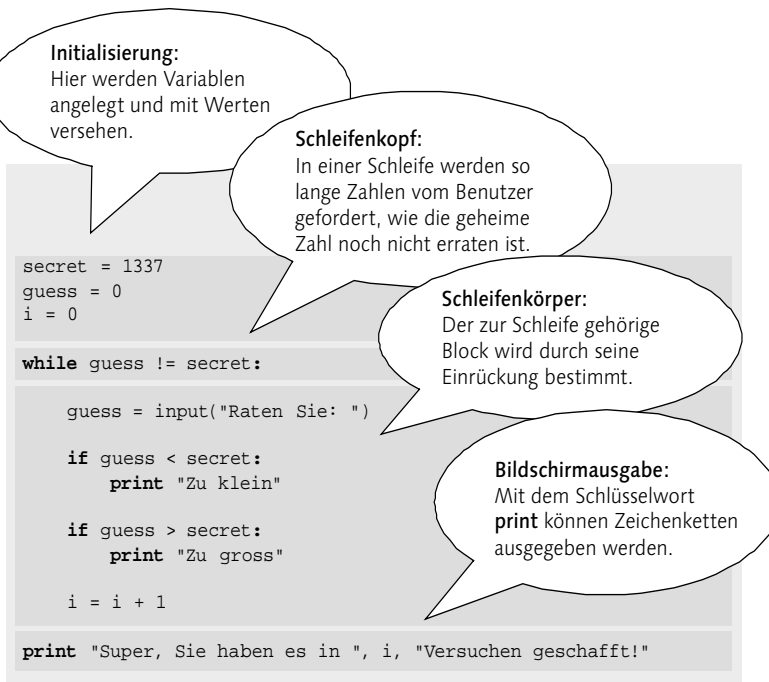 Initialisierung:
Hier werden Variablen
angelegt und mit Werten
versehen.
Schleifenkopf:
In einer Schleife werden so
lange Zahlen vom Benutzer
gefordert, wie die geheime
Zahl noch nicht erraten ist.
Schleifenkörper:
Der zur Schleife gehörige
Block wird durch seine
Einrückung bestimmt.
Bildschirmausgabe:
Mit dem Schlüsselwort
print können Zeichenketten
ausgegeben werden.
secret = 1337
guess = 0
i = 0
while guess != secret:
    guess = input("Raten Sie: ")
    if guess < secret:
        print "Zu klein"
    if guess > secret:
        print "Zu gross"
    i = i + 1
print "Super, Sie haben es in ", i, "Versuchen geschafft!"